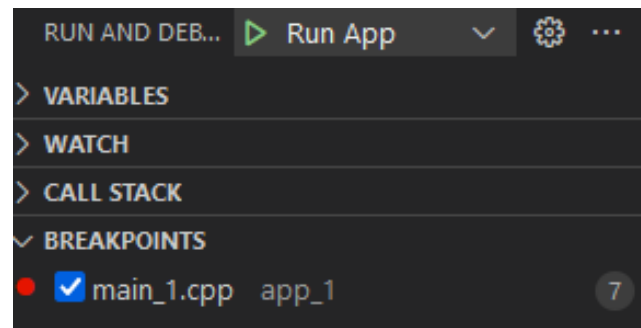 RUN AND DEB... Run App ...
VARIABLES
WATCH
CALL STACK
BREAKPOINTS
main_1.cpp app_1 7